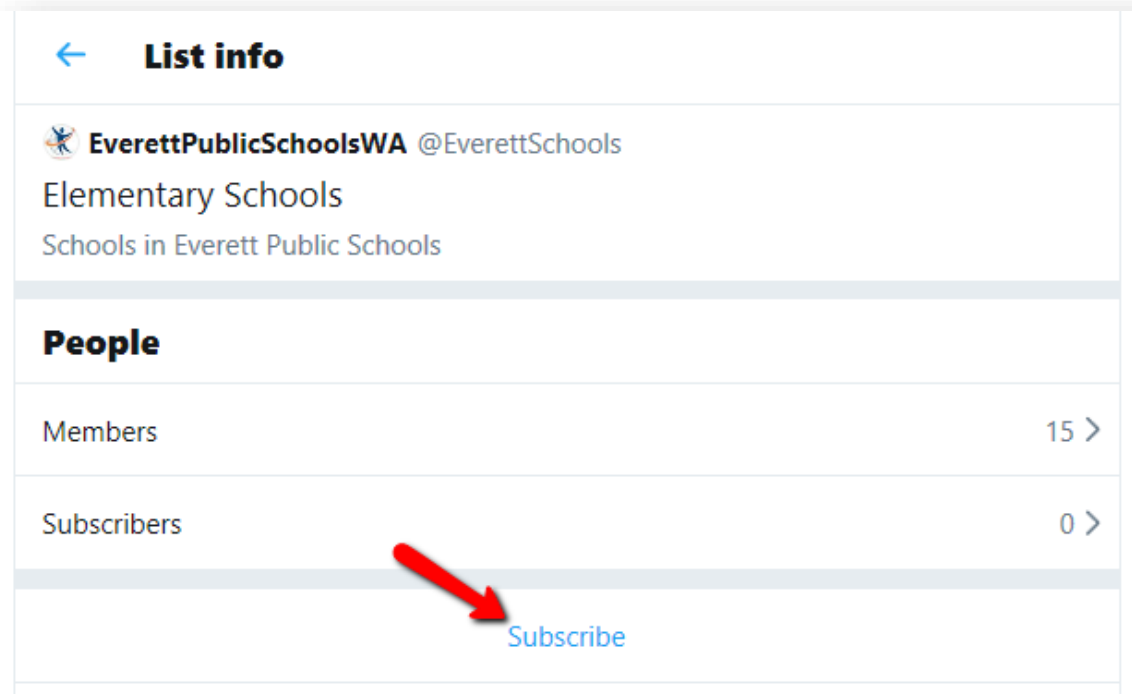 List info
EverettPublicSchoolsWA @EverettSchools
Elementary Schools
Schools in Everett Public Schools
People
Members 15
Subscribers 0
Subscribe